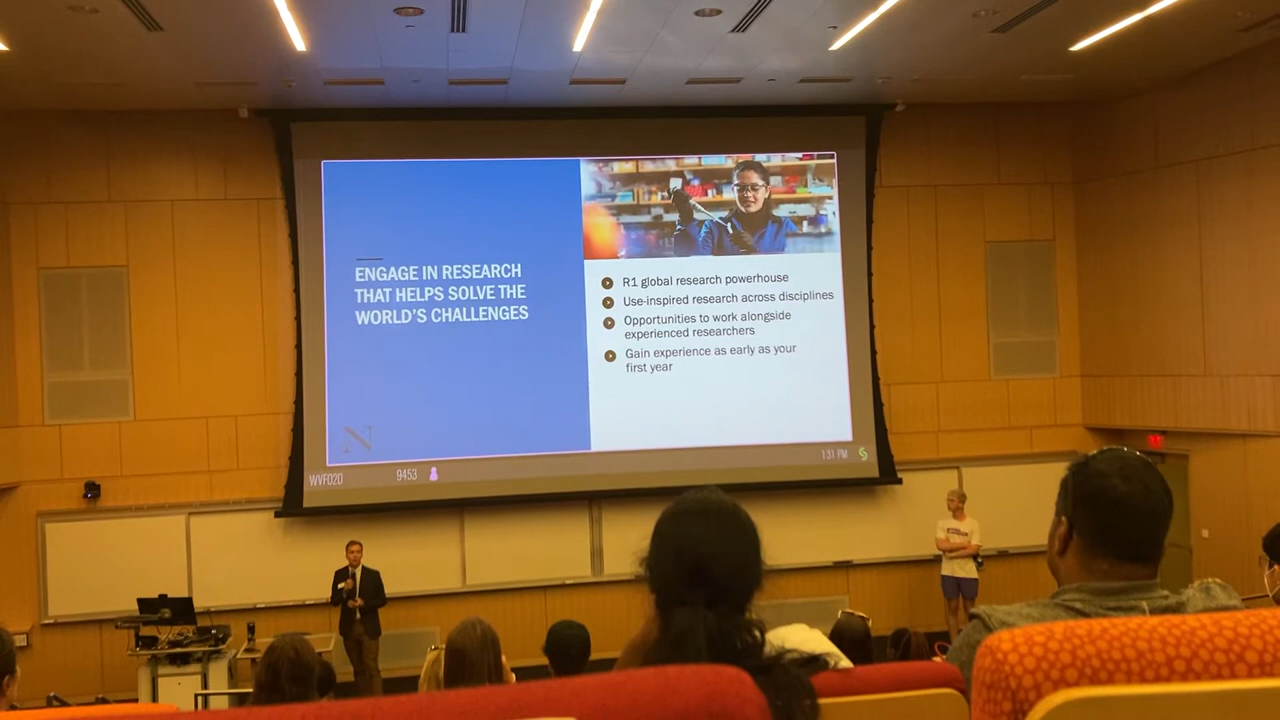 ENGAGE IN RESEARCH
THAT HELPS SOLVE THE
WORLD'S CHALLENGES
R1 global research powerhouse
Use-inspired research across disciplines
Opportunities to work alongside
experienced researchers
Gain experience as early as your
first year
N
WVF020
9453
1:31 PM